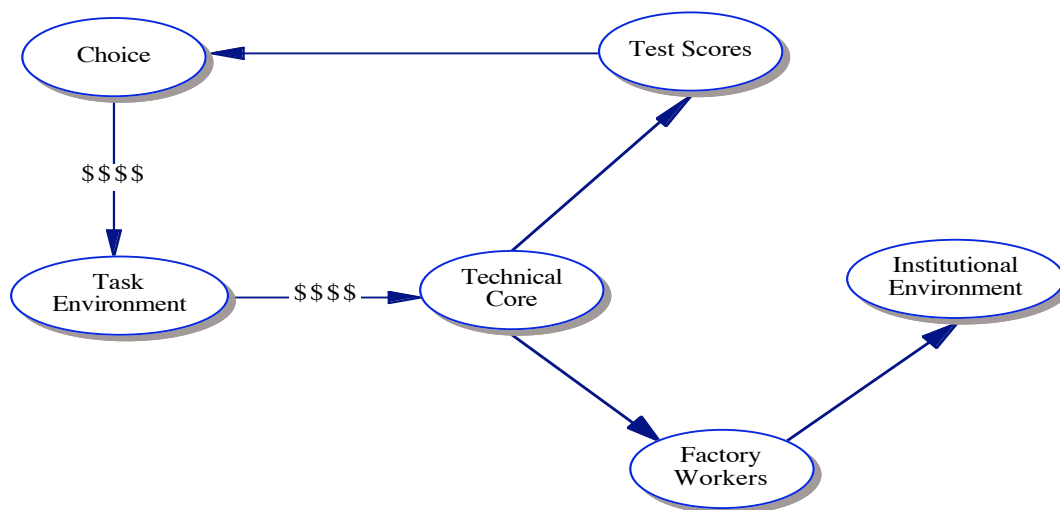 Choice
Test Scores
$$$$
Task
Environment
$$$$
Technical
Core
Institutional
Environment
Factory
Workers